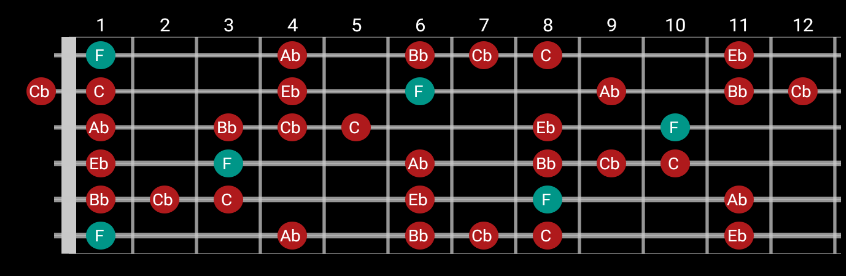 1 2 3 4 5 6 7 8 9 10 11 12
F Ab Bb Cb C Eb
Cb C Eb F Ab Bb Cb
Ab Bb Cb C Eb F
Eb F Ab Bb Cb C
Bb Cb C Eb F Ab
F Ab Bb Cb C Eb